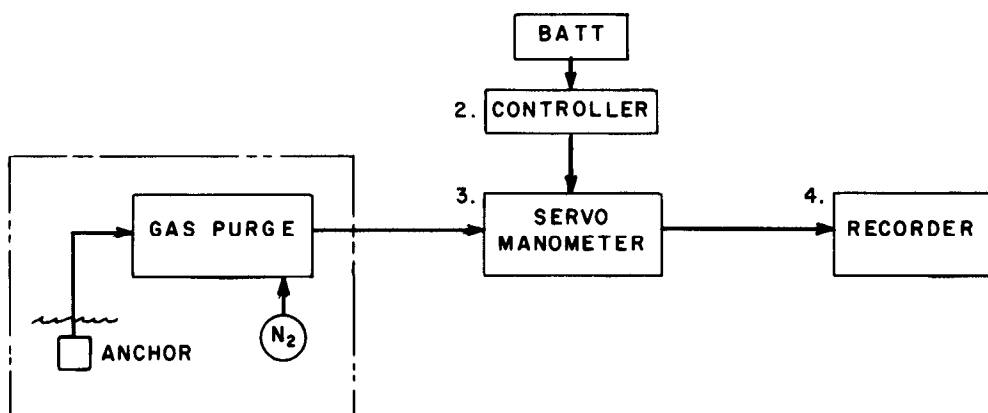 BATT
2. CONTROLLER
3. SERVO
MANOMETER
4. RECORDER
GAS PURGE
N2
ANCHOR